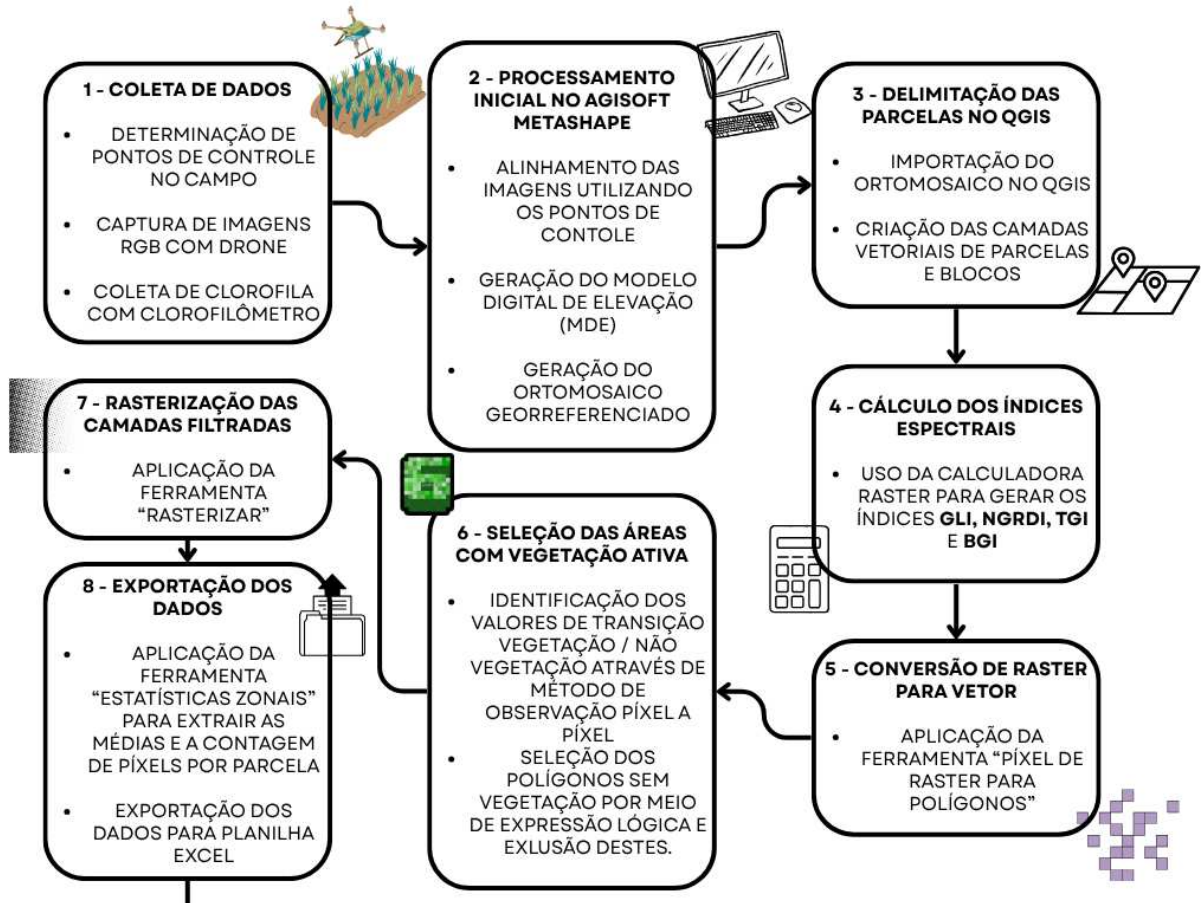 1 - COLETA DE DADOS
• DETERMINAÇÃO DE
PONTOS DE CONTROLE
NO CAMPO
• CAPTURA DE IMAGENS
RGB COM DRONE
• COLETA DE CLOROFILA
COM CLOROFILÔMETRO
2 - PROCESSAMENTO
INICIAL NO AGISOFT
METASHAPE
• ALINHAMENTO DAS
IMAGENS UTILIZANDO
OS PONTOS DE
CONTOLE
• GERAÇÃO DO MODELO
DIGITAL DE ELEVAÇÃO
(MDE)
• GERAÇÃO DO
ORTOMOSAICO
GEORREFERENCIADO
3 - DELIMITAÇÃO DAS
PARCELAS NO QGIS
• IMPORTAÇÃO DO
ORTOMOSAICO NO QGIS
• CRIAÇÃO DAS CAMADAS
VETORIAIS DE PARCELAS
E BLOCOS
4 - CÁLCULO DOS ÍNDICES
ESPECTRAIS
• USO DA CALCULADORA
RASTER PARA GERAR OS
ÍNDICES GLI, NGRDI, TGI
E BGI
5 - CONVERSÃO DE RASTER
PARA VETOR
• APLICAÇÃO DA
FERRAMENTA “PÍXEL DE
RASTER PARA
POLÍGONOS”
6 - SELEÇÃO DAS ÁREAS
COM VEGETAÇÃO ATIVA
• IDENTIFICAÇÃO DOS
VALORES DE TRANSIÇÃO
VEGETAÇÃO / NÃO
VEGETAÇÃO ATRAVÉS DE
MÉTODO DE
OBSERVAÇÃO PÍXEL A
PÍXEL
• SELEÇÃO DOS
POLÍGONOS SEM
VEGETAÇÃO POR MEIO
DE EXPRESSÃO LÓGICA E
EXLUSÃO DESTES.
7 - RASTERIZAÇÃO DAS
CAMADAS FILTRADAS
• APLICAÇÃO DA
FERRAMENTA
“RASTERIZAR”
8 - EXPORTAÇÃO DOS
DADOS
• APLICAÇÃO DA
FERRAMENTA
“ESTATÍSTICAS ZONAIS”
PARA EXTRAIR AS
MÉDIAS E A CONTAGEM
DE PÍXELS POR PARCELA
• EXPORTAÇÃO DOS
DADOS PARA PLANILHA
EXCEL